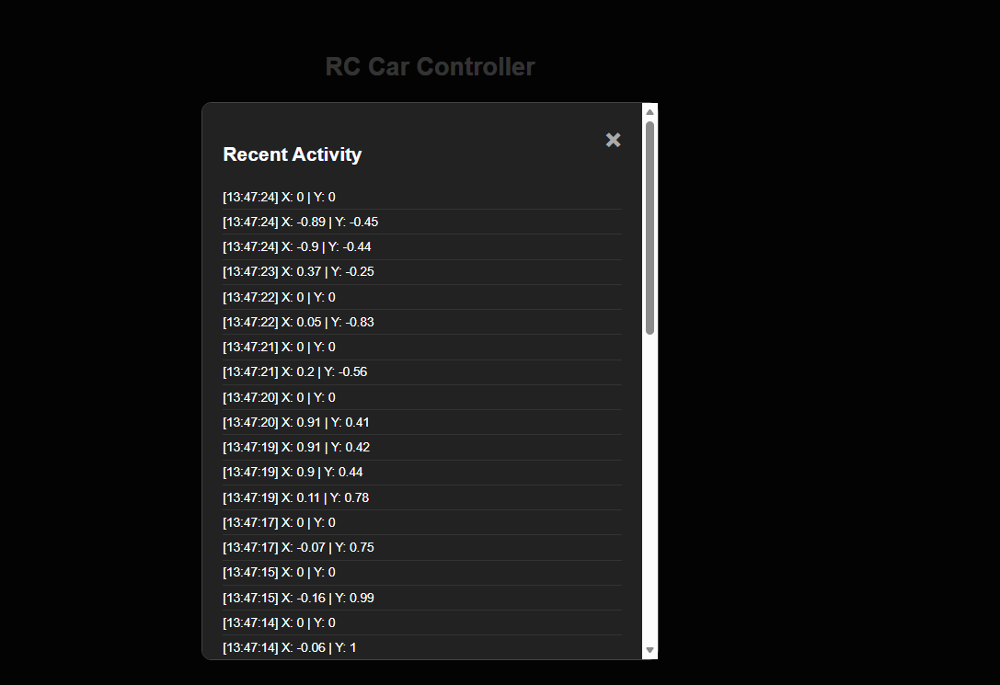 RC Car Controller
×
Recent Activity
[13:47:24] X: 0 | Y: 0
[13:47:24] X: -0.89 | Y: -0.45
[13:47:24] X: -0.9 | Y: -0.44
[13:47:23] X: 0.37 | Y: -0.25
[13:47:22] X: 0 | Y: 0
[13:47:22] X: 0.05 | Y: -0.83
[13:47:21] X: 0 | Y: 0
[13:47:21] X: 0.2 | Y: -0.56
[13:47:20] X: 0 | Y: 0
[13:47:20] X: 0.91 | Y: 0.41
[13:47:19] X: 0.91 | Y: 0.42
[13:47:19] X: 0.9 | Y: 0.44
[13:47:19] X: 0.11 | Y: 0.78
[13:47:17] X: 0 | Y: 0
[13:47:17] X: -0.07 | Y: 0.75
[13:47:15] X: 0 | Y: 0
[13:47:15] X: -0.16 | Y: 0.99
[13:47:14] X: 0 | Y: 0
[13:47:14] X: -0.06 | Y: 1